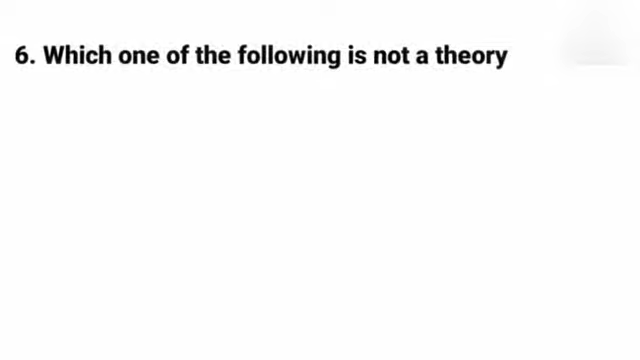 6. Which one of the following is not a theory